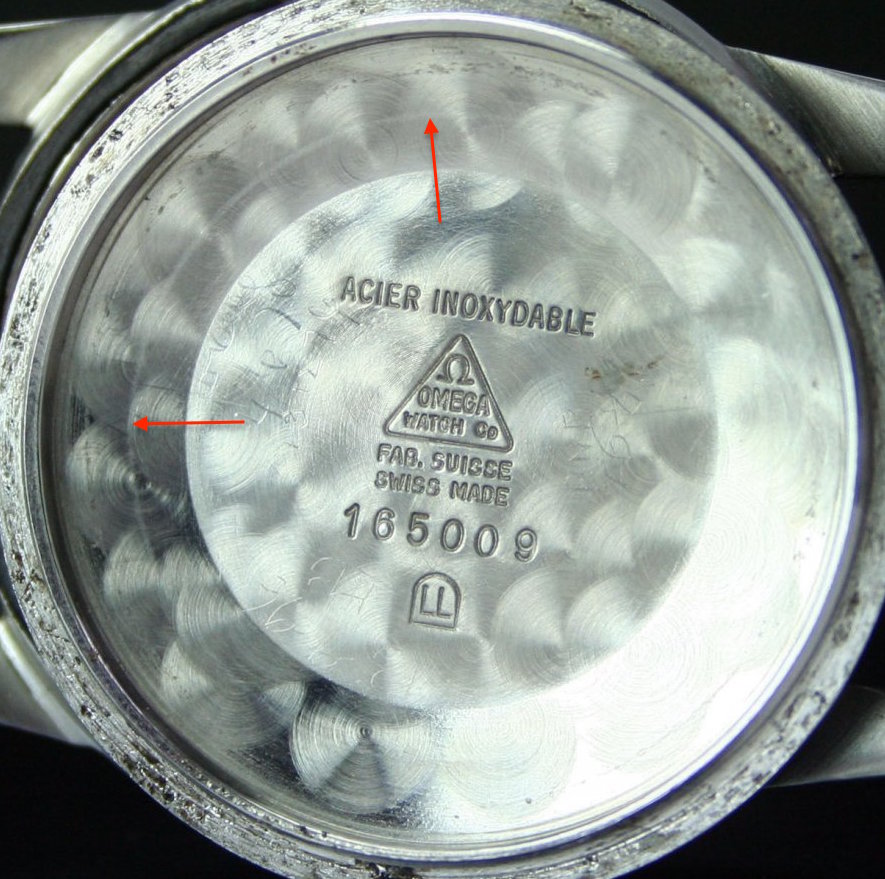 ACIER INOXYDABLE
Ω
OMEGA
WATCH Co
FAB. SUISSE
SWISS MADE
165009